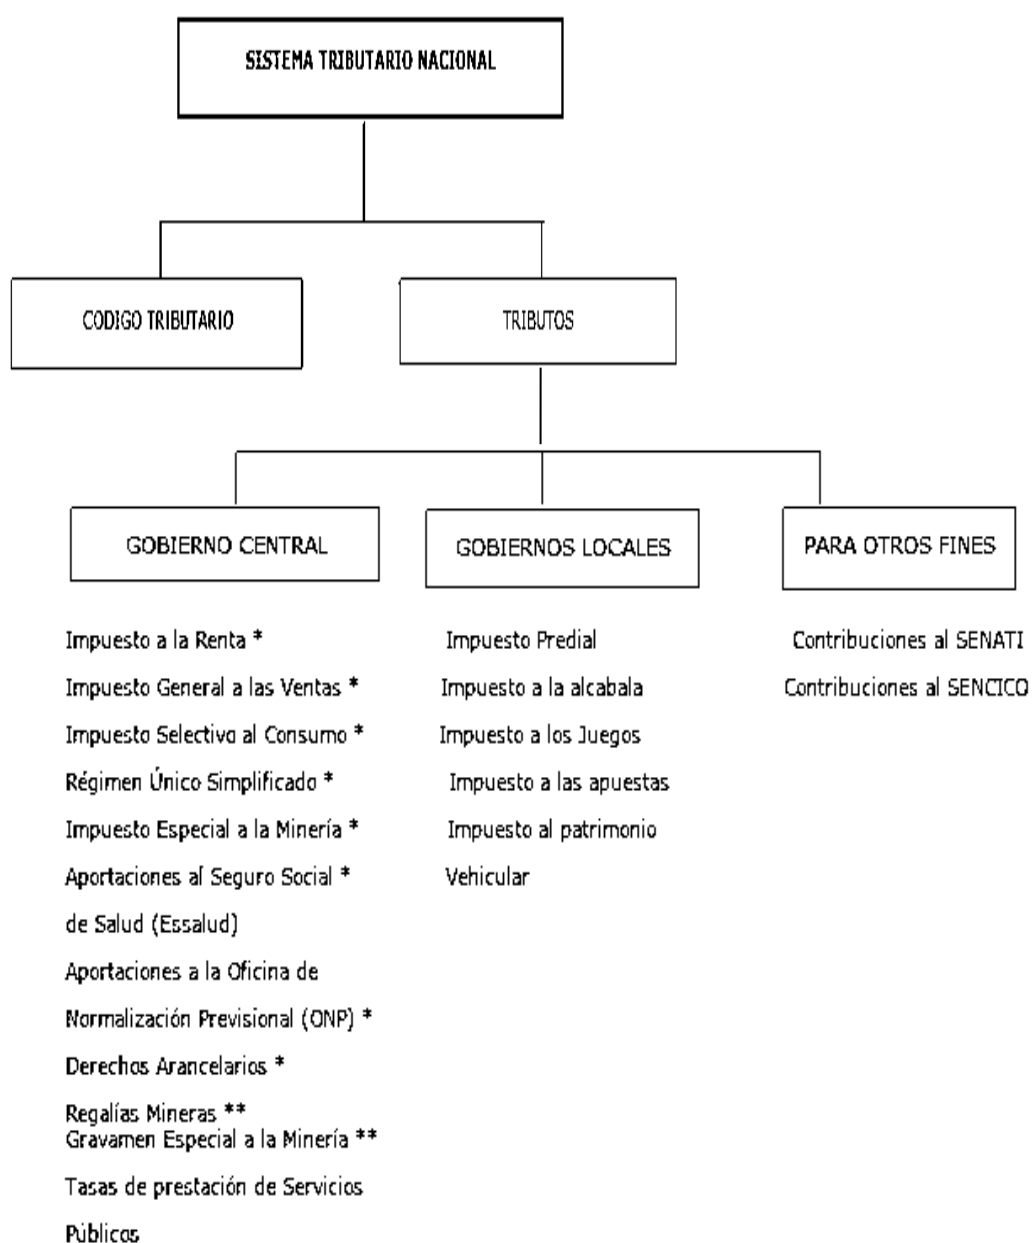 SISTEMA TRIBUTARIO NACIONAL
CODIGO TRIBUTARIO
TRIBUTOS
GOBIERNO CENTRAL
GOBIERNOS LOCALES
PARA OTROS FINES
Impuesto a la Renta *
Impuesto General a las Ventas *
Impuesto Selectivo al Consumo *
Régimen Único Simplificado *
Impuesto Especial a la Minería *
Aportaciones al Seguro Social *
de Salud (Essalud)
Aportaciones a la Oficina de
Normalización Previsional (ONP) *
Derechos Arancelarios *
Regalías Mineras **
Gravamen Especial a la Minería **
Tasas de prestación de Servicios
Públicos
Impuesto Predial
Impuesto a la alcabala
Impuesto a los Juegos
Impuesto a las apuestas
Impuesto al patrimonio
Vehicular
Contribuciones al SENATI
Contribuciones al SENCICO